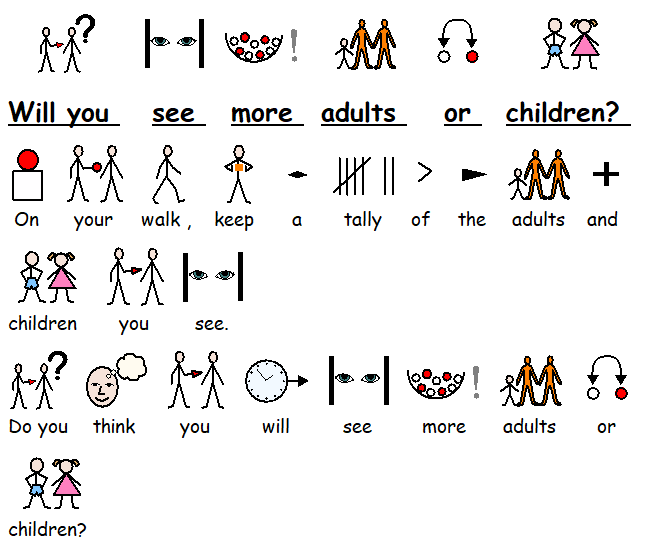 Will you see more adults or children?
On your walk , keep a tally of the adults and
children you see.
Do you think you will see more adults or
children?